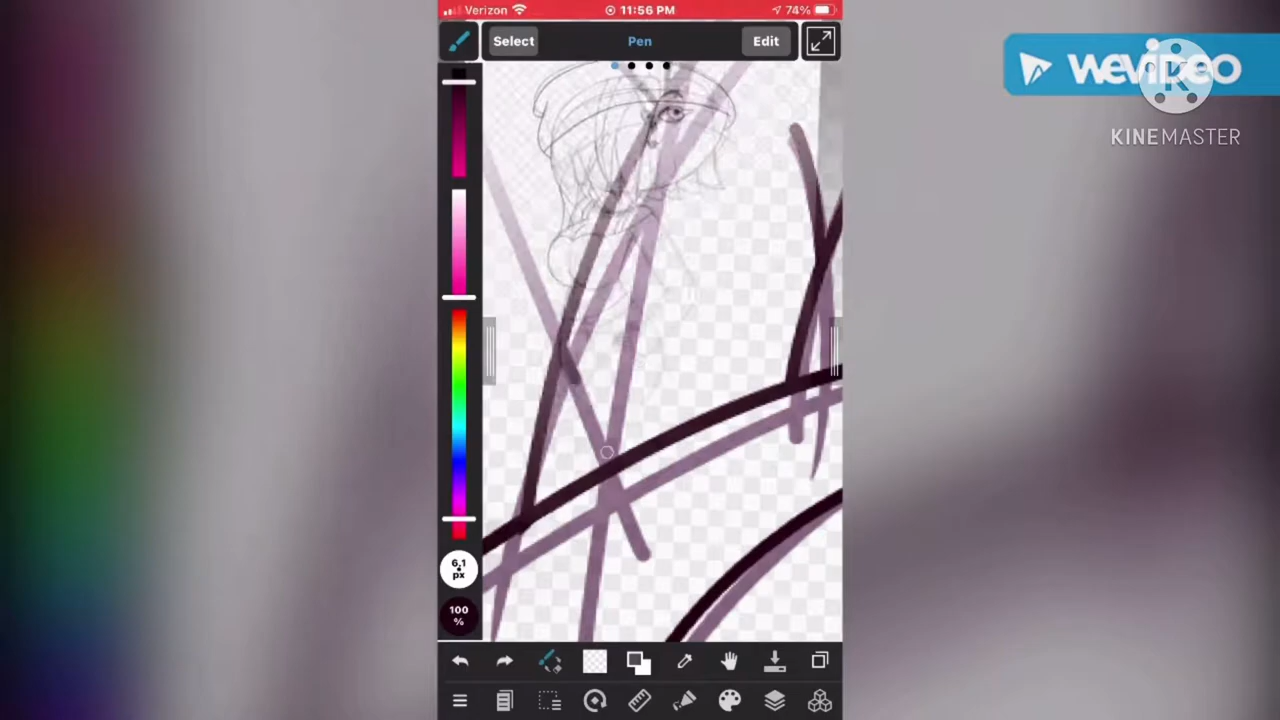 Verizon 11:56 PM 74%
Select Pen Edit
WeVideo
K
KINEMASTER
6.1
px
100
%